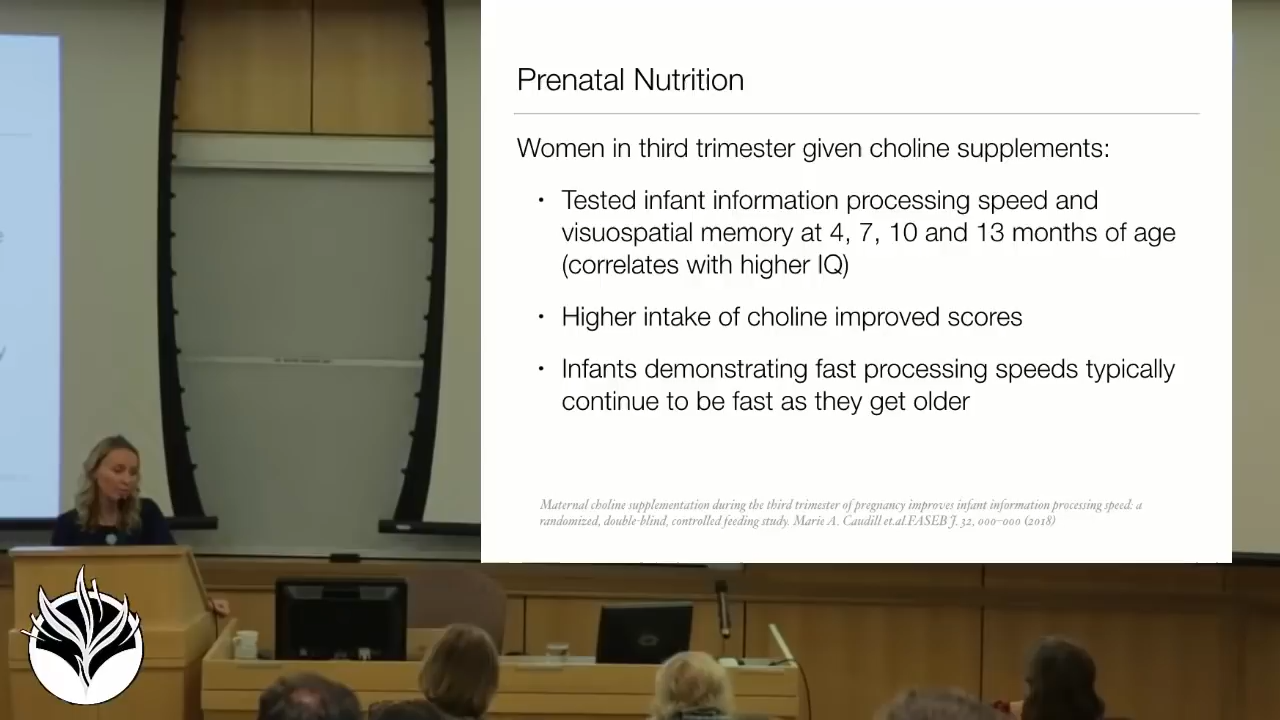 Prenatal Nutrition
Women in third trimester given choline supplements:
• Tested infant information processing speed and
visuospatial memory at 4, 7, 10 and 13 months of age
(correlates with higher IQ)
• Higher intake of choline improved scores
• Infants demonstrating fast processing speeds typically
continue to be fast as they get older
Maternal choline supplementation during the third trimester of pregnancy improves infant information processing speed: a
randomized, double-blind, controlled feeding study. Marie A. Caudill et.al.FASEB J. 32, 000–000 (2018)